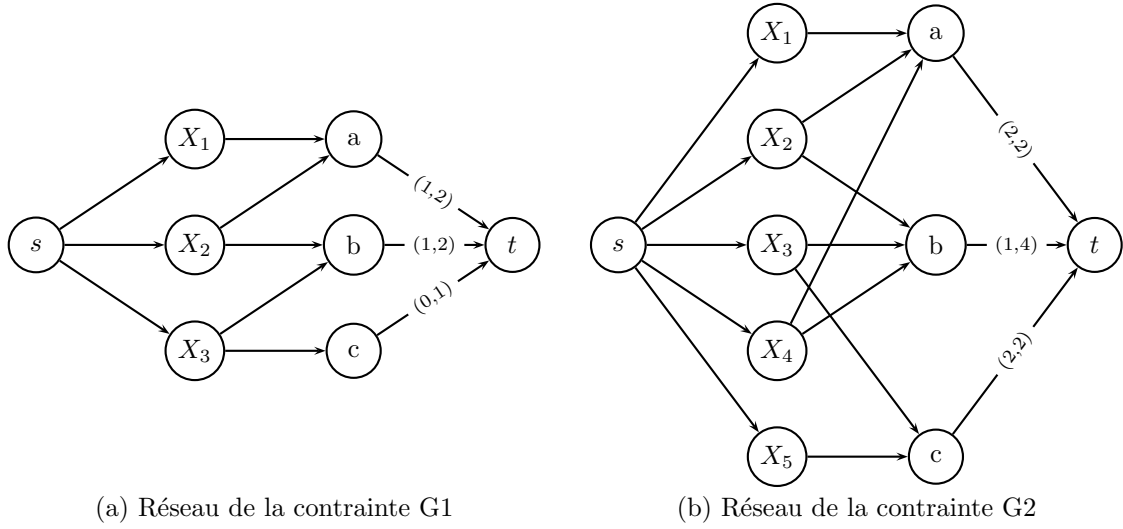 X1
a
X2
b
X3
c
s
t
(1,2)
(1,2)
(0,1)
(a) Réseau de la contrainte G1
X1
a
X2
X3
b
X4
X5
c
s
t
(2,2)
(1,4)
(2,2)
(b) Réseau de la contrainte G2